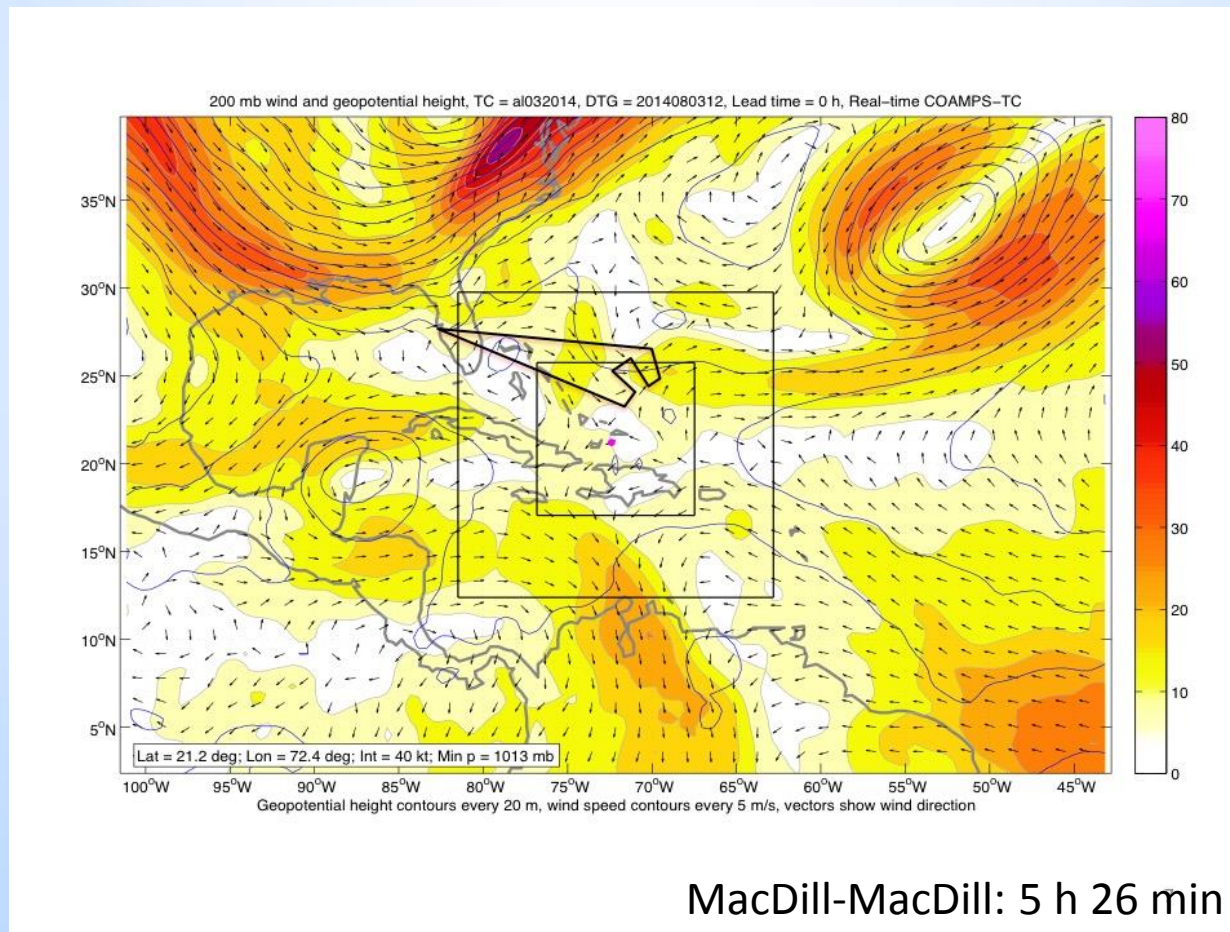 200 mb wind and geopotential height, TC = al032014, DTG = 2014080312, Lead time = 0 h, Real-time COAMPS-TC
80
70
60
50
40
30
20
10
0
35°N
30°N
25°N
20°N
15°N
10°N
5°N
Lat = 21.2 deg; Lon = 72.4 deg; Int = 40 kt; Min p = 1013 mb
100°W 95°W 90°W 85°W 80°W 75°W 70°W 65°W 60°W 55°W 50°W 45°W
Geopotential height contours every 20 m, wind speed contours every 5 m/s, vectors show wind direction
MacDill-MacDill: 5 h 26 min